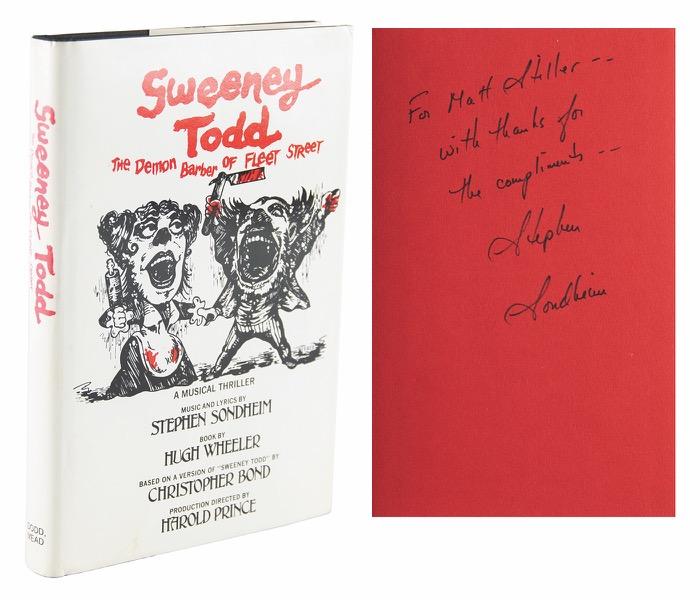 Sweeney Todd
DODD,
MEAD
Sweeney
Todd
The Demon Barber of Fleet Street
A MUSICAL THRILLER
MUSIC AND LYRICS BY
STEPHEN SONDHEIM
BOOK BY
HUGH WHEELER
BASED ON A VERSION OF "SWEENEY TODD" BY
CHRISTOPHER BOND
PRODUCTION DIRECTED BY
HAROLD PRINCE
For Matt Stiller --
with thanks for
the compliments --
Stephen
Sondheim